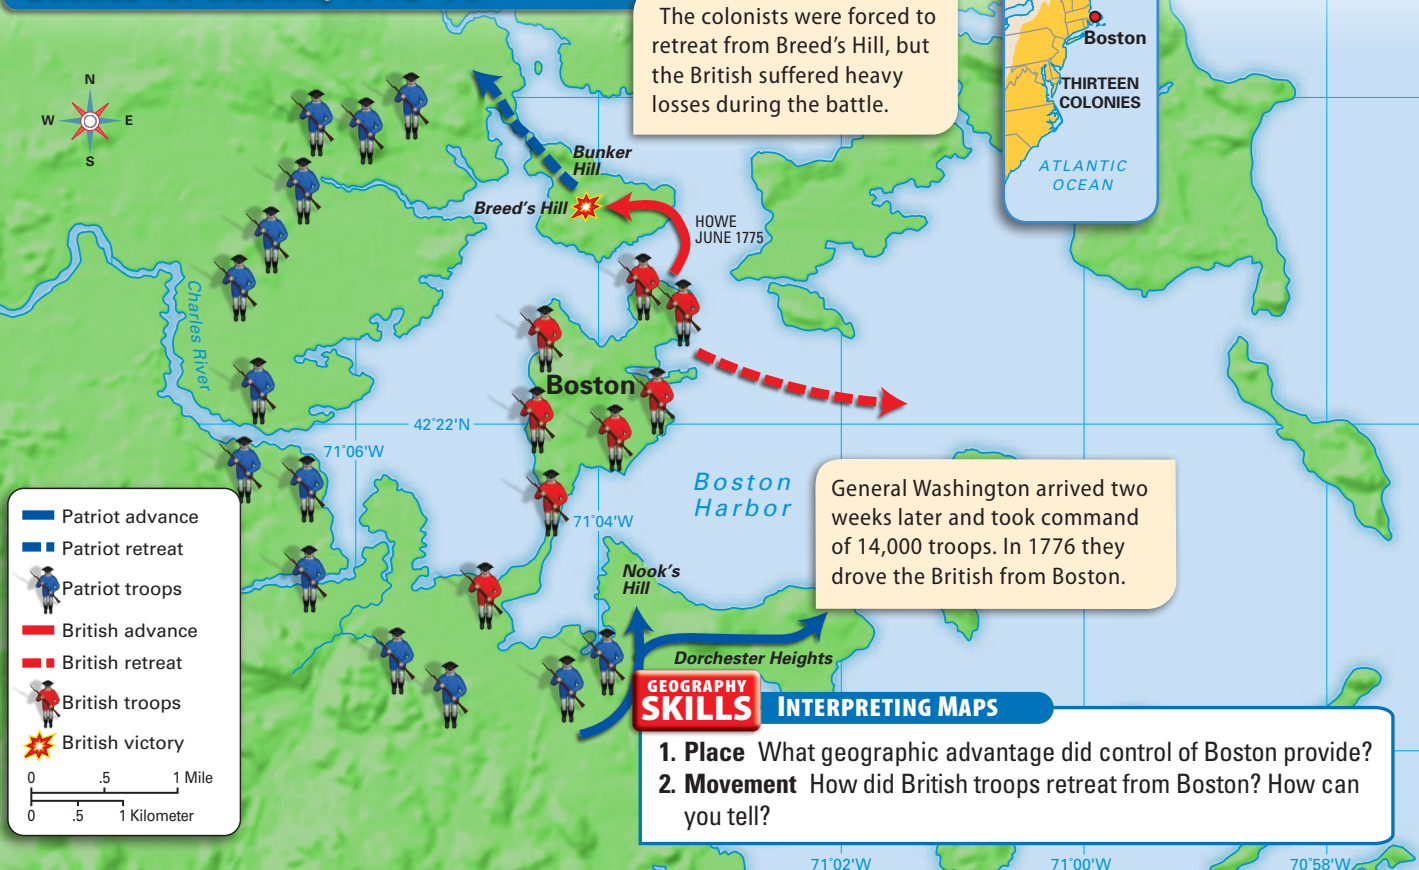 The colonists were forced to
retreat from Breed's Hill, but
the British suffered heavy
losses during the battle.
Boston
THIRTEEN
COLONIES
ATLANTIC
OCEAN
N
W E
S
Bunker
Hill
Breed's Hill
HOWE
JUNE 1775
Charles River
Boston
42°22'N
71°06'W
71°04'W
Boston
Harbor
General Washington arrived two
weeks later and took command
of 14,000 troops. In 1776 they
drove the British from Boston.
Nook's
Hill
Dorchester Heights
Patriot advance
Patriot retreat
Patriot troops
British advance
British retreat
British troops
British victory
0 .5 1 Mile
0 .5 1 Kilometer
GEOGRAPHY
SKILLS
INTERPRETING MAPS
1. Place What geographic advantage did control of Boston provide?
2. Movement How did British troops retreat from Boston? How can
you tell?
71°02'W
71°00'W
70°58'W